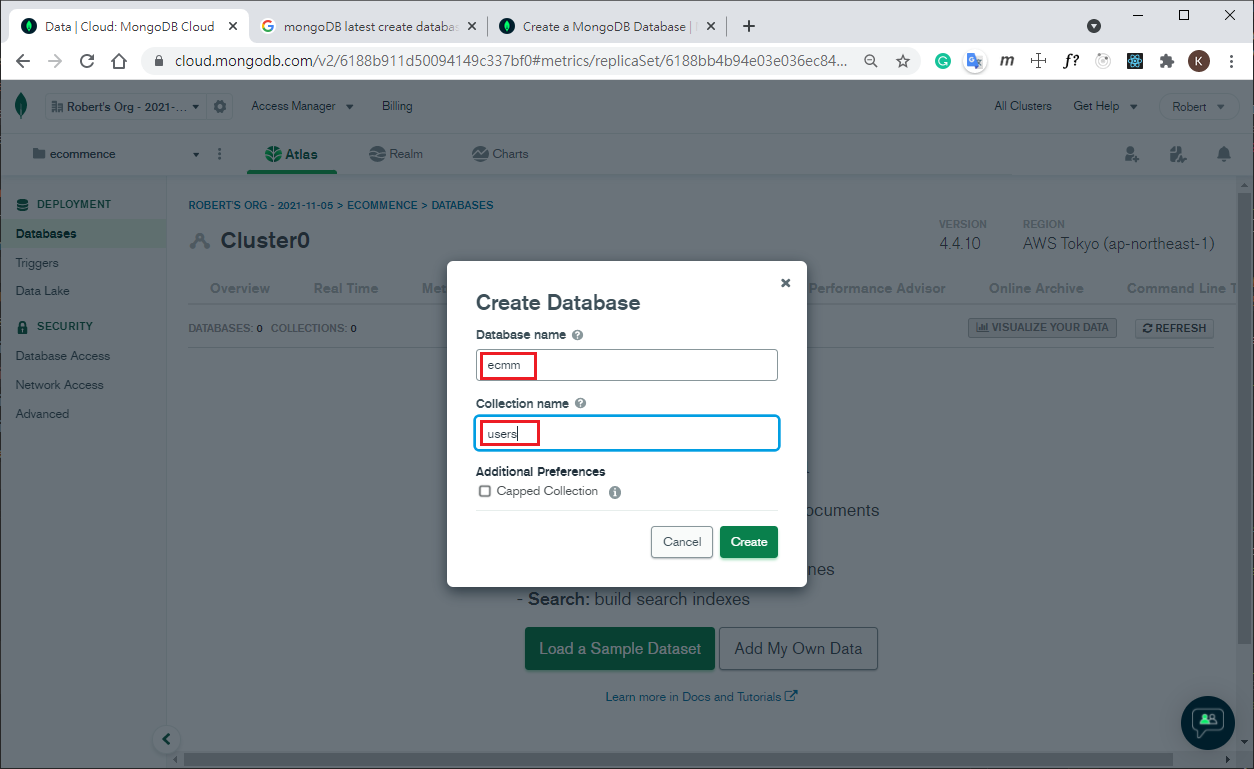 Data | Cloud: MongoDB Cloud
mongoDB latest create databas
Create a MongoDB Database |
cloud.mongodb.com/v2/6188b911d50094149c337bf0#metrics/replicaSet/6188bb4b94e03e036ec84...
m
f?
K
Robert's Org - 2021-...
Access Manager
Billing
All Clusters
Get Help
Robert
ecommence
Atlas
Realm
Charts
DEPLOYMENT
Databases
Triggers
Data Lake
SECURITY
Database Access
Network Access
Advanced
ROBERT'S ORG - 2021-11-05 > ECOMMENCE > DATABASES
Cluster0
VERSION
4.4.10
REGION
AWS Tokyo (ap-northeast-1)
Overview
Real Time
Met
Performance Advisor
Online Archive
Command Line T
DATABASES: 0 COLLECTIONS: 0
VISUALIZE YOUR DATA
REFRESH
Create Database
Database name
ecmm
Collection name
users
Additional Preferences
Capped Collection
Cancel
Create
ocuments
nes
- Search: build search indexes
Load a Sample Dataset
Add My Own Data
Learn more in Docs and Tutorials